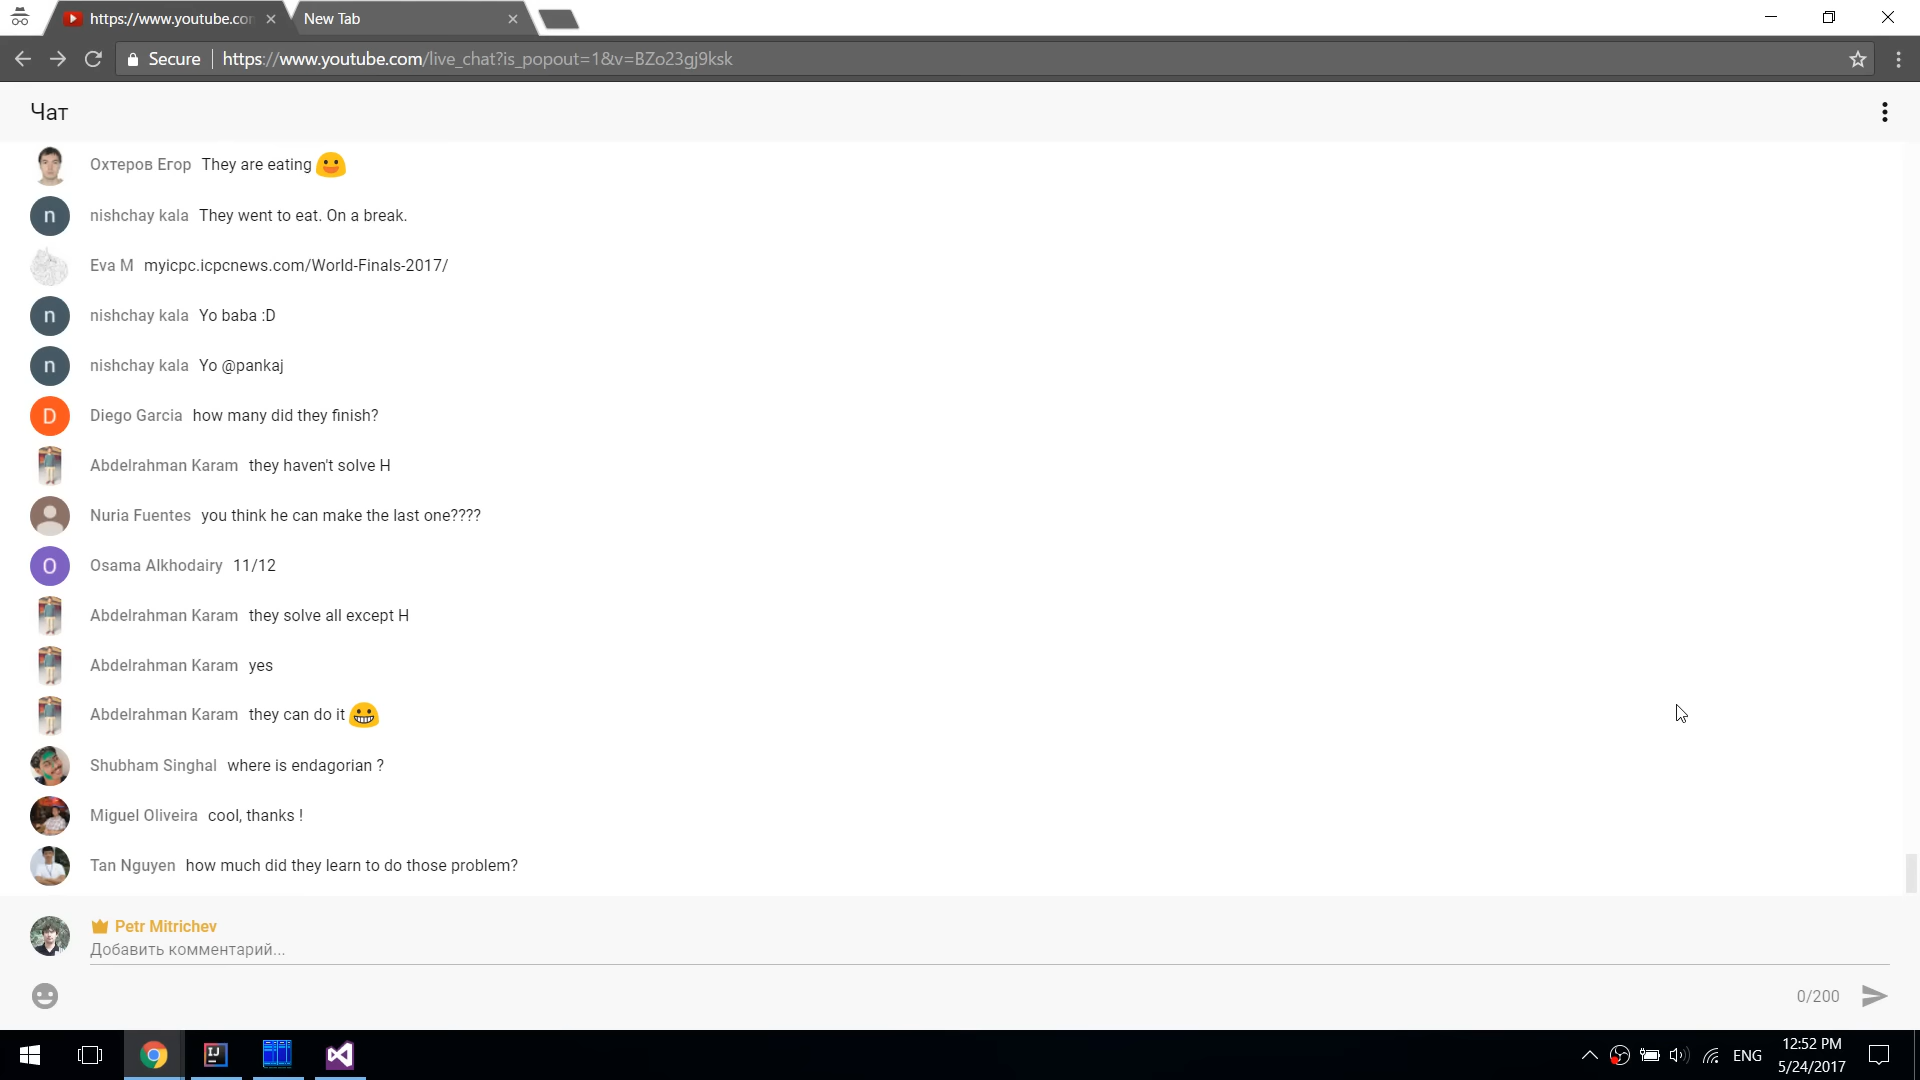 https://www.youtube.com
New Tab
Secure
https://www.youtube.com/live_chat?is_popout=1&v=BZo23gj9ksk
Чат
Охтеров Егор They are eating
n nishchay kala They went to eat. On a break.
Eva M myicpc.icpcnews.com/World-Finals-2017/
n nishchay kala Yo baba :D
n nishchay kala Yo @pankaj
D Diego Garcia how many did they finish?
Abdelrahman Karam they haven't solve H
Nuria Fuentes you think he can make the last one????
O Osama Alkhodairy 11/12
Abdelrahman Karam they solve all except H
Abdelrahman Karam yes
Abdelrahman Karam they can do it
Shubham Singhal where is endagorian ?
Miguel Oliveira cool, thanks !
Tan Nguyen how much did they learn to do those problem?
Petr Mitrichev
Добавить комментарий...
0/200
IJ
ENG
12:52 PM
5/24/2017